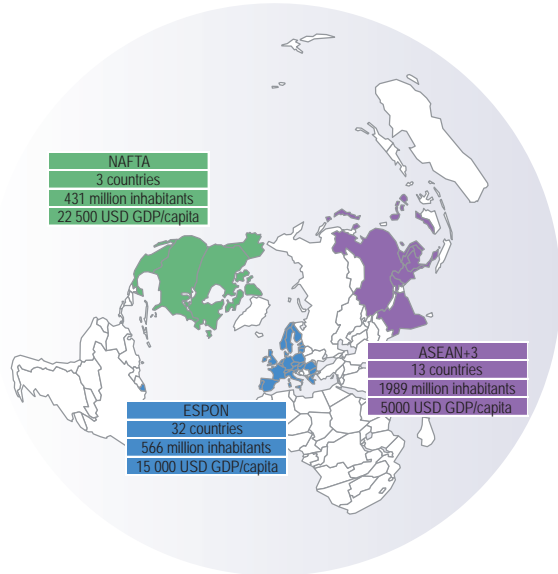 NAFTA
3 countries
431 million inhabitants
22 500 USD GDP/capita
ASEAN+3
13 countries
1989 million inhabitants
5000 USD GDP/capita
ESPON
32 countries
566 million inhabitants
15 000 USD GDP/capita